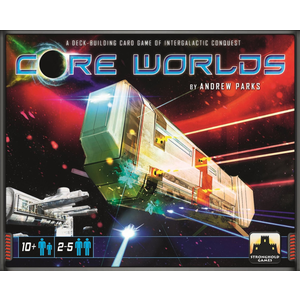 A DECK-BUILDING CARD GAME OF INTERGALACTIC CONQUEST
CORE WORLDS
BY ANDREW PARKS
10+ 2-5
STRONGHOLD
GAMES